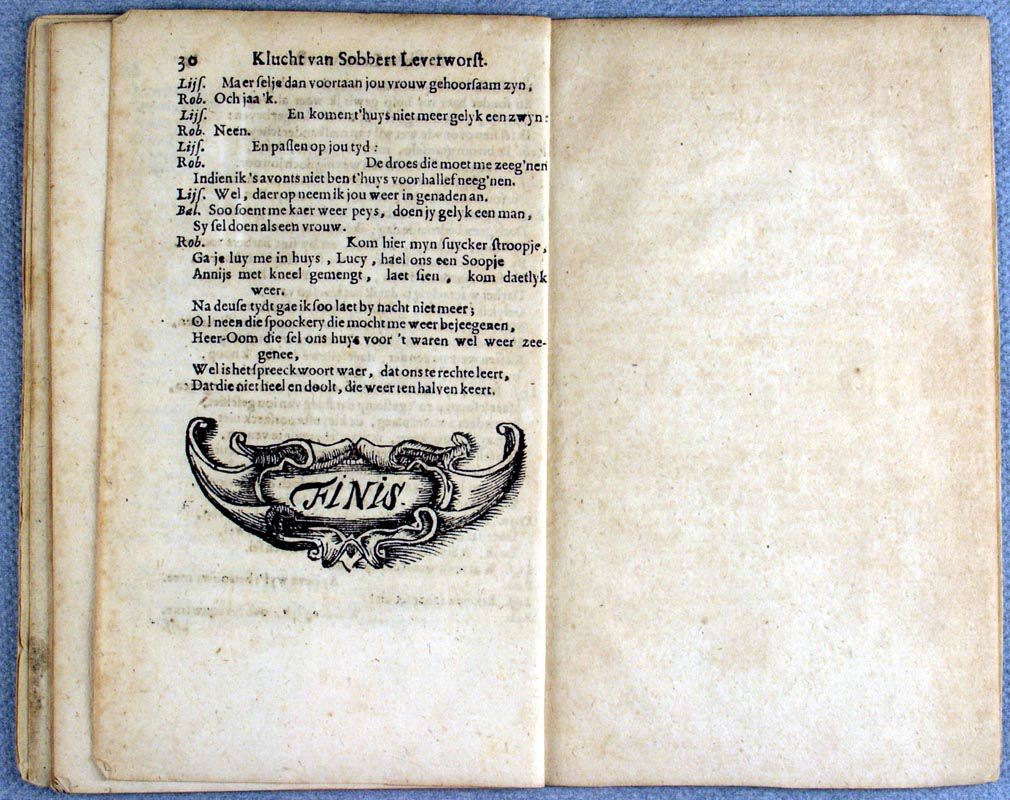 30 Klucht van Sobbert Leverworst.
Lijſ. Maer ſelje dan voortaan jou vrouw gehoorſaam zyn,
Rob. Och jaa 'k.
Lijſ. En komen t'huys niet meer gelyk een zwyn:
Rob. Neen.
Lijſ. En paſſen op jou tyd:
Rob. De droes die moet me zeeg'nen
Indien ik 's avonts niet ben t'huys voor hallef neeg'nen.
Lijſ. Wel, daer op neem ik jou weer in genaden an.
Bal. Soo ſoent me kaer weer peys, doen jy gelyk een man,
Sy ſel doen als een vrouw.
Rob. Kom hier myn ſuycker ſtroopje,
Ga je luy me in huys, Lucy, hael ons een Soopje
Annijs met kneel gemengt, laet ſien, kom daetlyk
weer.
Na deuſe tydt gae ik ſoo laet by nacht niet meer;
O! neen die ſpoockery die mocht me weer bejeegenen,
Heer-Oom die ſel ons huys voor 't waren wel weer zee-
genee,
Wel is het ſpreeckwoort waer, dat ons te rechte leert,
Dat die niet heel en doolt, die weer ten halven keert.
FINIS.